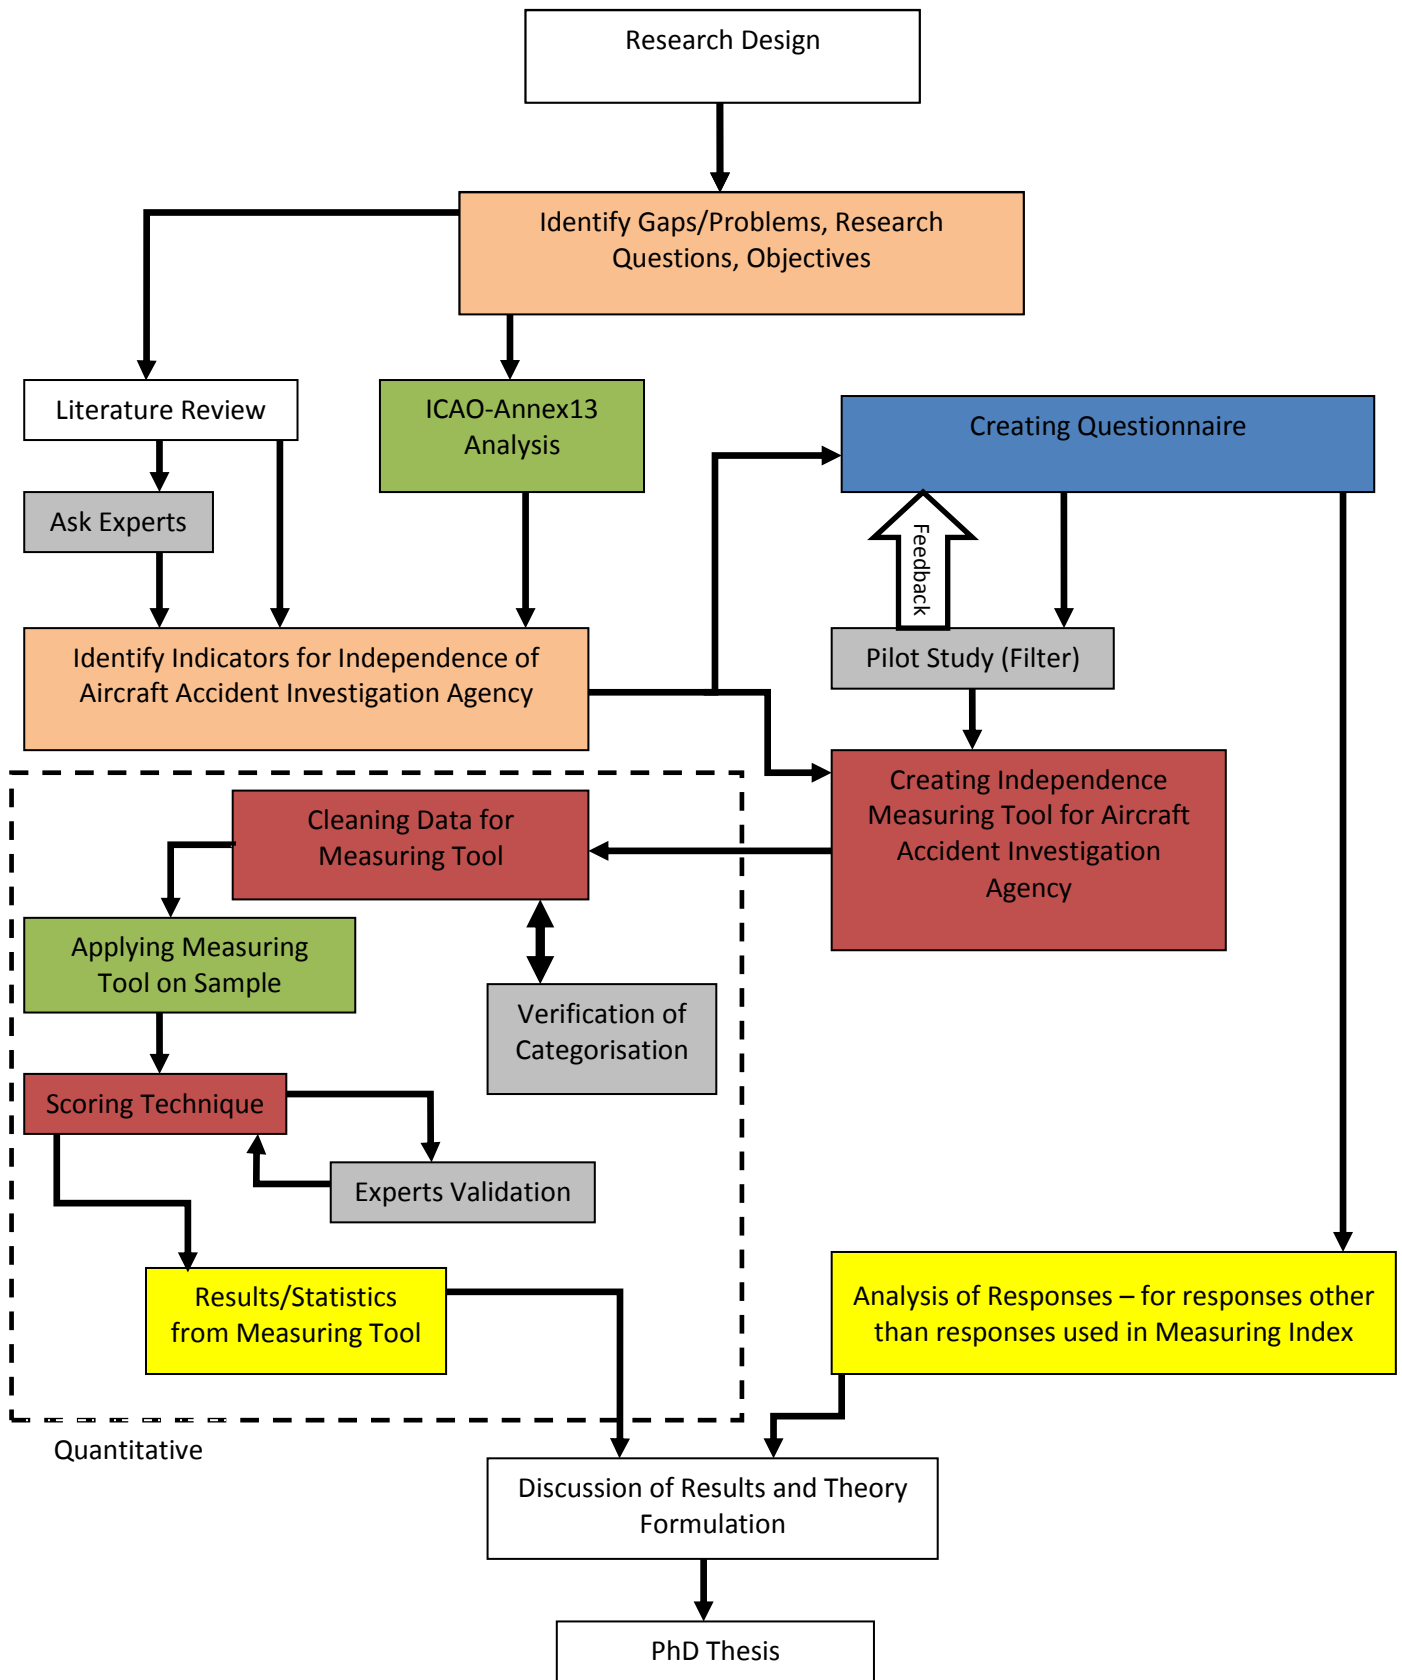 Research Design
Identify Gaps/Problems, Research
Questions, Objectives
Literature Review
ICAO-Annex13
Analysis
Creating Questionnaire
Ask Experts
Feedback
Identify Indicators for Independence of
Aircraft Accident Investigation Agency
Pilot Study (Filter)
Creating Independence
Measuring Tool for Aircraft
Accident Investigation
Agency
Cleaning Data for
Measuring Tool
Applying Measuring
Tool on Sample
Verification of
Categorisation
Scoring Technique
Experts Validation
Results/Statistics
from Measuring Tool
Analysis of Responses – for responses other
than responses used in Measuring Index
Quantitative
Discussion of Results and Theory
Formulation
PhD Thesis